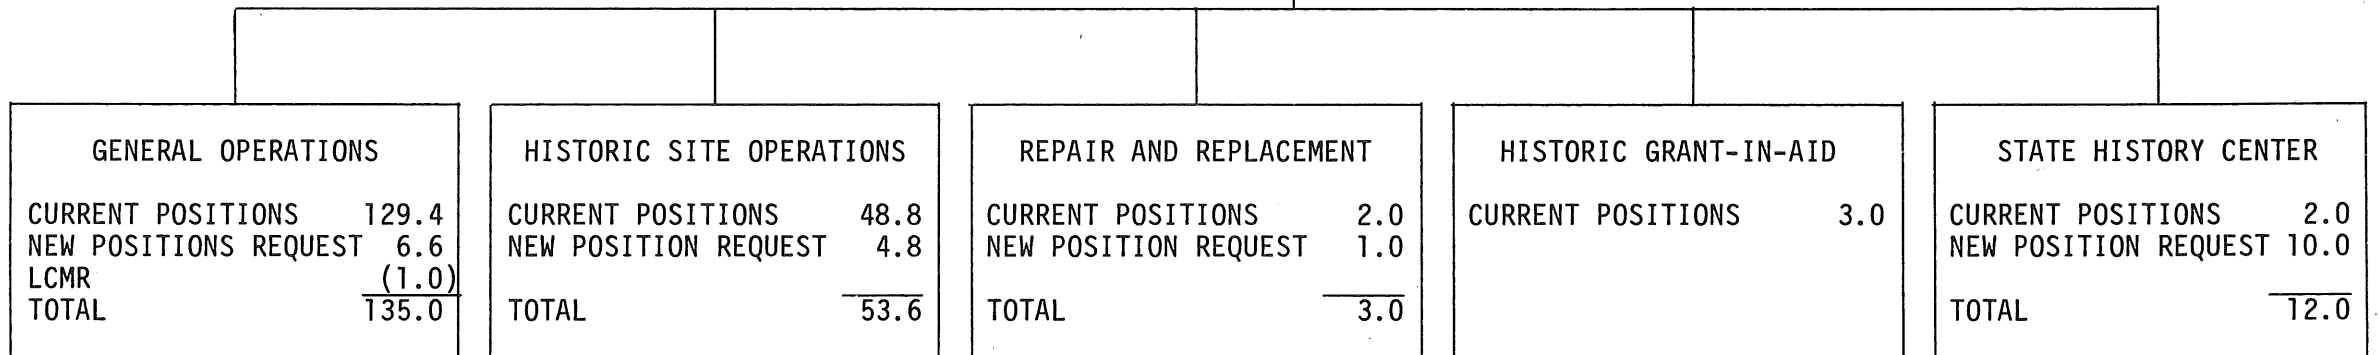 GENERAL OPERATIONS
CURRENT POSITIONS 129.4
NEW POSITIONS REQUEST 6.6
LCMR (1.0)
TOTAL 135.0
HISTORIC SITE OPERATIONS
CURRENT POSITIONS 48.8
NEW POSITION REQUEST 4.8
TOTAL 53.6
REPAIR AND REPLACEMENT
CURRENT POSITIONS 2.0
NEW POSITION REQUEST 1.0
TOTAL 3.0
HISTORIC GRANT-IN-AID
CURRENT POSITIONS 3.0
STATE HISTORY CENTER
CURRENT POSITIONS 2.0
NEW POSITION REQUEST 10.0
TOTAL 12.0